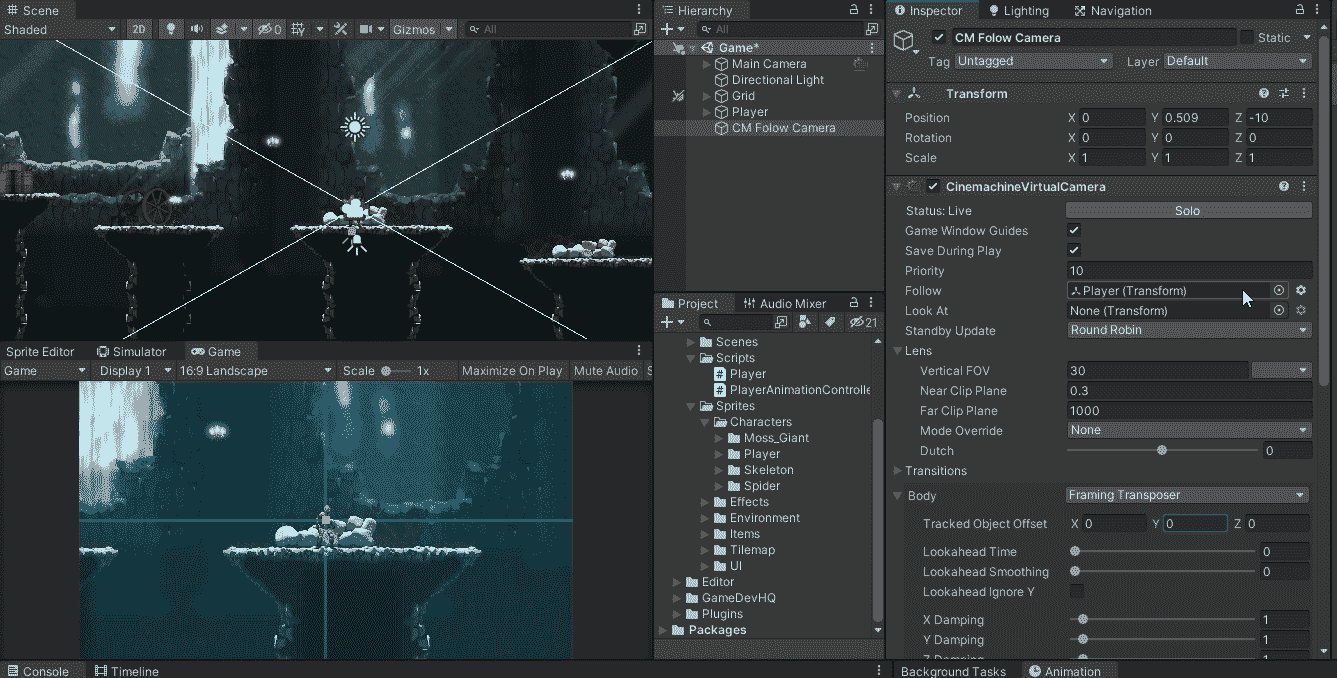 Scene
Shaded
2D
0
Gizmos
All
Sprite Editor
Simulator
Game
Game
Display 1
16:9 Landscape
Scale
1x
Maximize On Play
Mute Audio
S
Console
Timeline
Hierarchy
All
Game*
Main Camera
Directional Light
Grid
Player
CM Folow Camera
Project
Audio Mixer
21
Scenes
Scripts
Player
PlayerAnimationControlle
Sprites
Characters
Moss_Giant
Player
Skeleton
Spider
Effects
Environment
Items
Tilemap
UI
Editor
GameDevHQ
Plugins
Packages
Inspector
Lighting
Navigation
CM Folow Camera
Static
Tag Untagged
Layer Default
Transform
Position X 0 Y 0.509 Z -10
Rotation X 0 Y 0 Z 0
Scale X 1 Y 1 Z 1
CinemachineVirtualCamera
Status: Live Solo
Game Window Guides
Save During Play
Priority 10
Follow Player (Transform)
Look At None (Transform)
Standby Update Round Robin
Lens
Vertical FOV 30
Near Clip Plane 0.3
Far Clip Plane 1000
Mode Override None
Dutch 0
Transitions
Body Framing Transposer
Tracked Object Offset X 0 Y 0 Z 0
Lookahead Time 0
Lookahead Smoothing 0
Lookahead Ignore Y
X Damping 1
Y Damping 1
Z Damping 1
Background Tasks
Animation